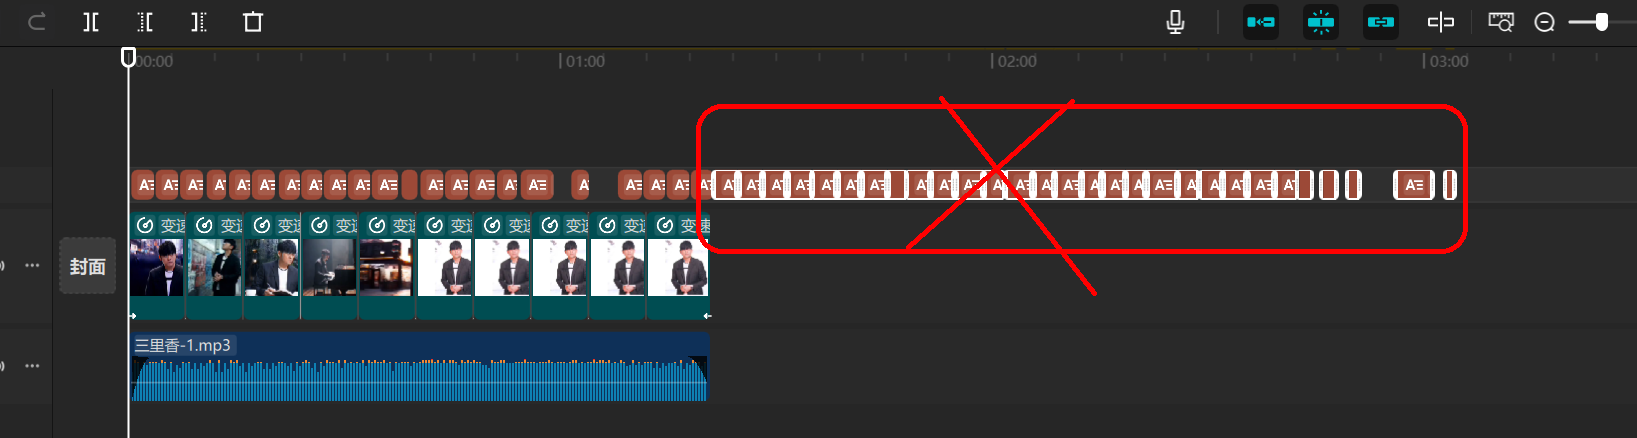 00:00 01:00 02:00 03:00
A A A A A A A A A A A A A A A A A A A A A A A A A A A A A A A A A A A A A A A A A A A
变速 变速 变速 变速 变速 变速 变速 变速 变速 变速
封面
三里香-1.mp3